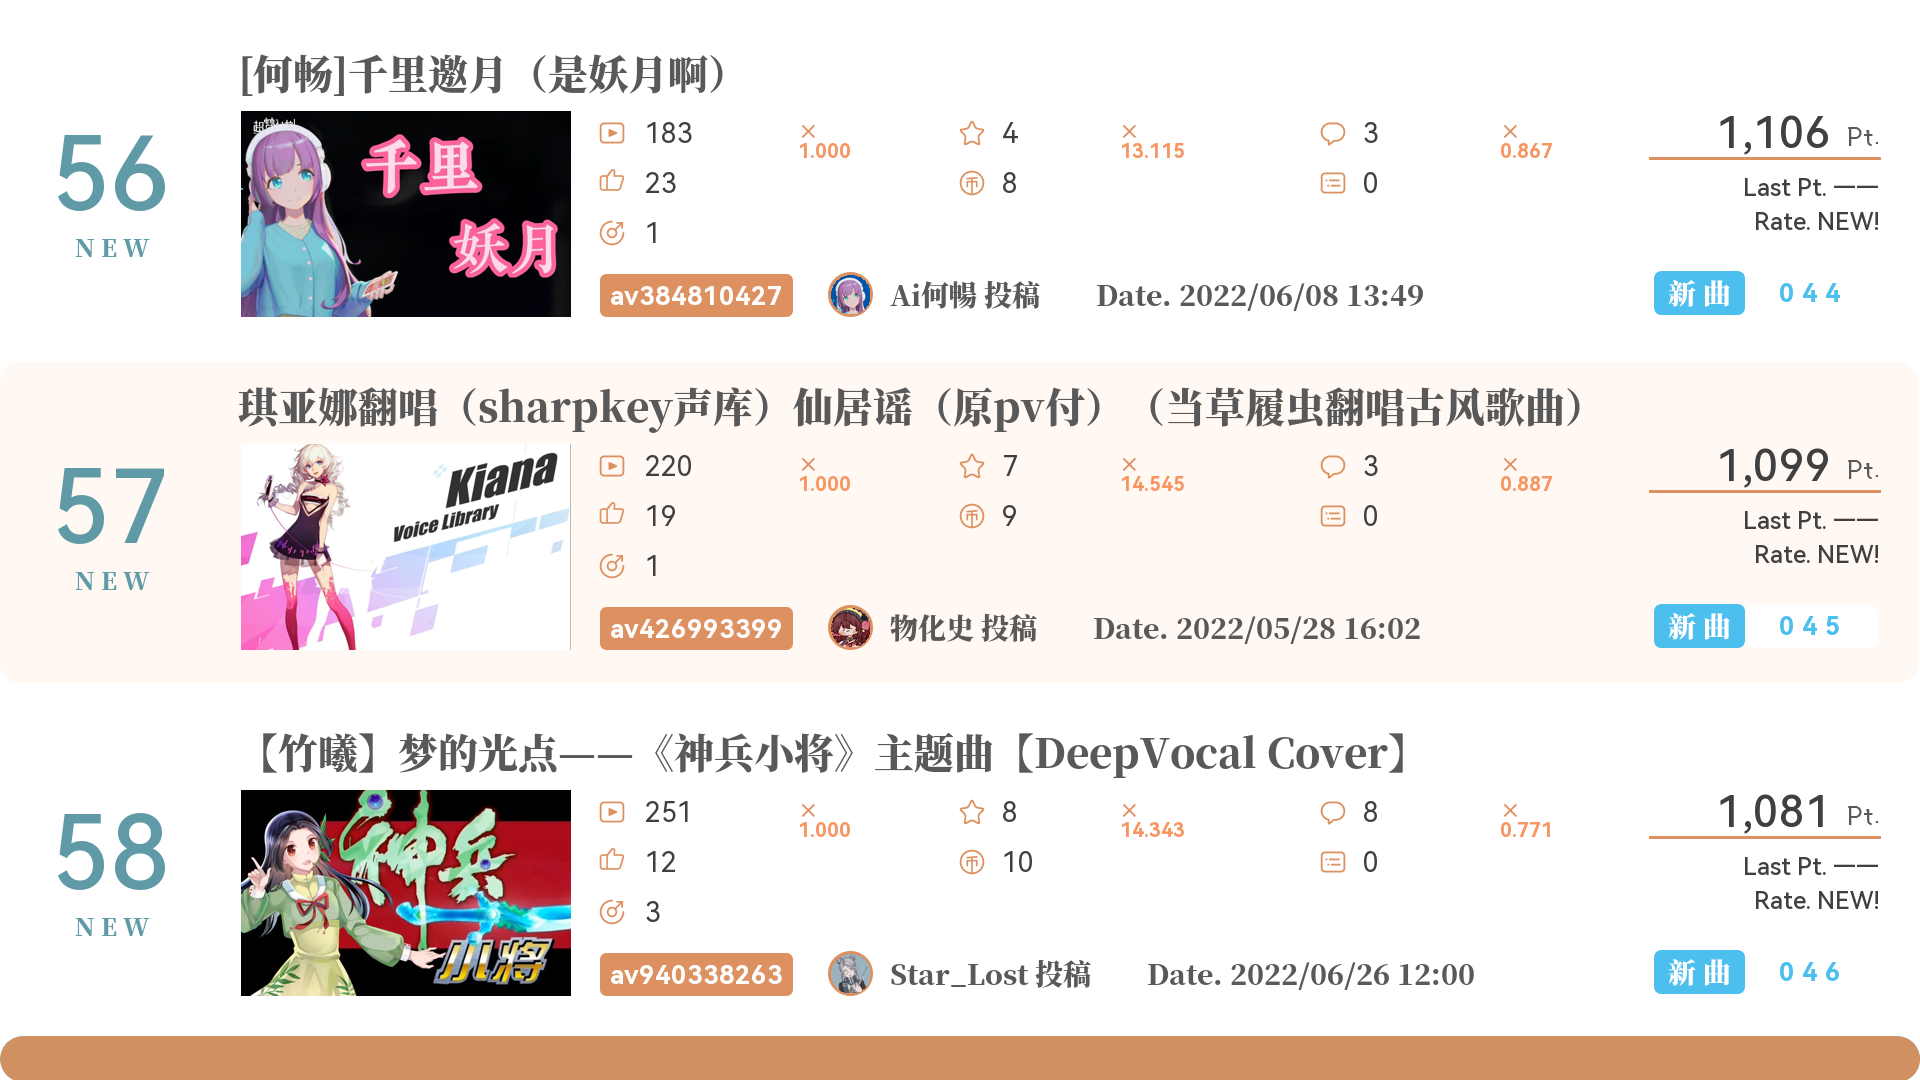 [何畅]千里邀月（是妖月啊）
56
NEW
千里
妖月
183
× 1.000
4
× 13.115
3
× 0.867
23
8
0
1
1,106 Pt.
Last Pt. ——
Rate. NEW!
av384810427
Ai何暢 投稿
Date. 2022/06/08 13:49
新曲
044
琪亚娜翻唱（sharpkey声库）仙居谣（原pv付）（当草履虫翻唱古风歌曲）
57
NEW
Kiana
Voice Library
220
× 1.000
7
× 14.545
3
× 0.887
19
9
0
1
1,099 Pt.
Last Pt. ——
Rate. NEW!
av426993399
物化史 投稿
Date. 2022/05/28 16:02
新曲
045
【竹曦】梦的光点——《神兵小将》主题曲【DeepVocal Cover】
58
NEW
神兵
小將
251
× 1.000
8
× 14.343
8
× 0.771
12
10
0
3
1,081 Pt.
Last Pt. ——
Rate. NEW!
av940338263
Star_Lost 投稿
Date. 2022/06/26 12:00
新曲
046